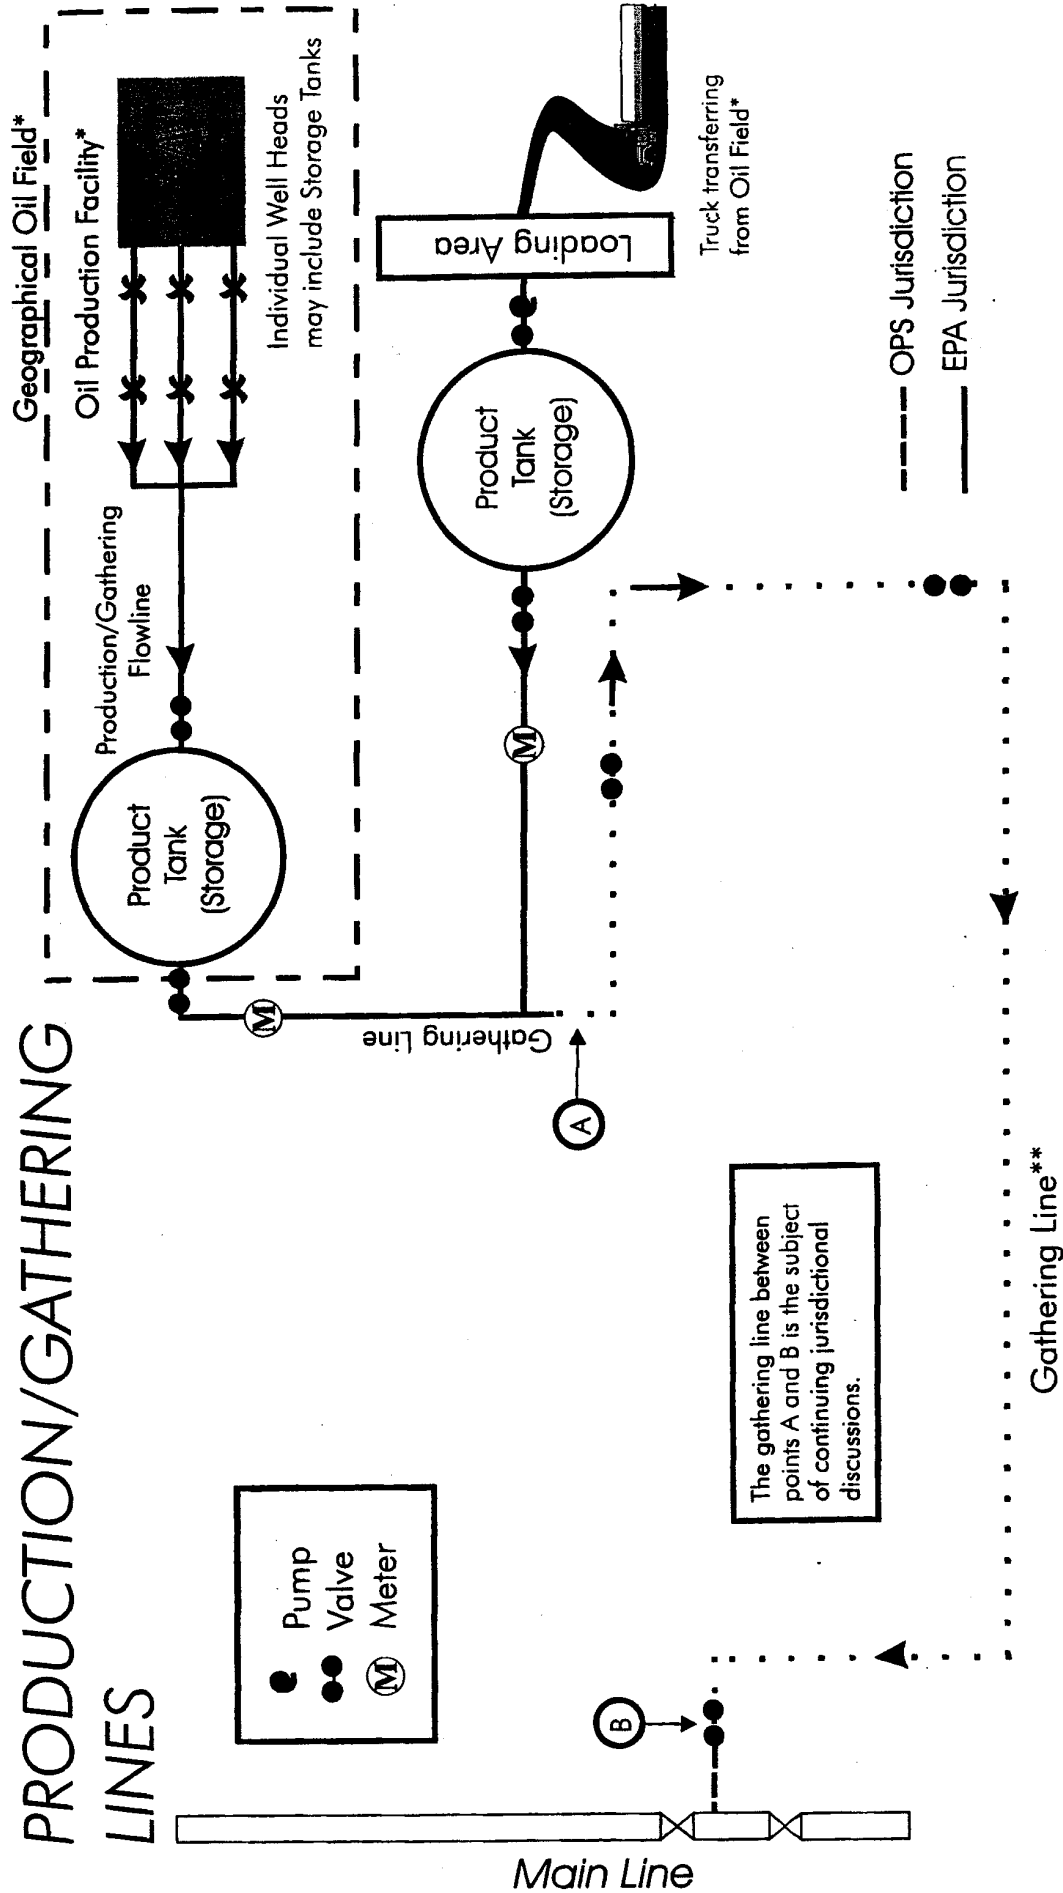 PRODUCTION/GATHERING
LINES
Geographical Oil Field*
Oil Production Facility*
Individual Well Heads
may include Storage Tanks
Production/Gathering
Flowline
Product
Tank
(Storage)
M
Gathering Line
Product
Tank
(Storage)
M
Loading Area
Truck transferring
from Oil Field*
A
Pump
Valve
M Meter
The gathering line between
points A and B is the subject
of continuing jurisdictional
discussions.
OPS Jurisdiction
EPA Jurisdiction
B
Main Line
Gathering Line**